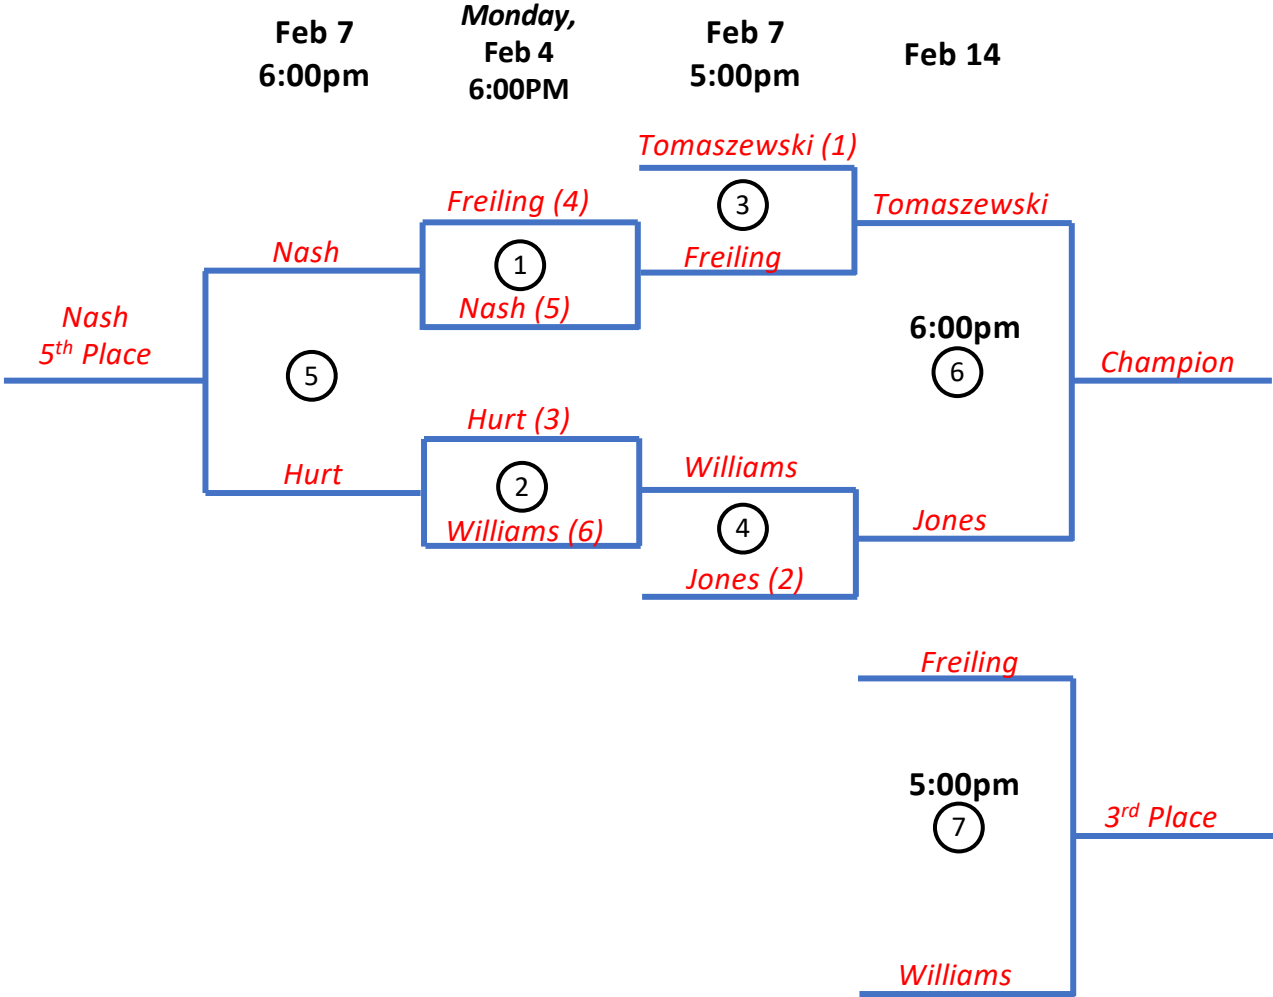 Feb 7
6:00pm
Monday,
Feb 4
6:00PM
Feb 7
5:00pm
Feb 14
Tomaszewski (1)
3
Freiling
Tomaszewski
Freiling (4)
1
Nash (5)
Nash
Nash
5th Place
5
Hurt
6:00pm
6
Champion
Hurt (3)
2
Williams (6)
Williams
4
Jones (2)
Jones
Freiling
5:00pm
7
3rd Place
Williams